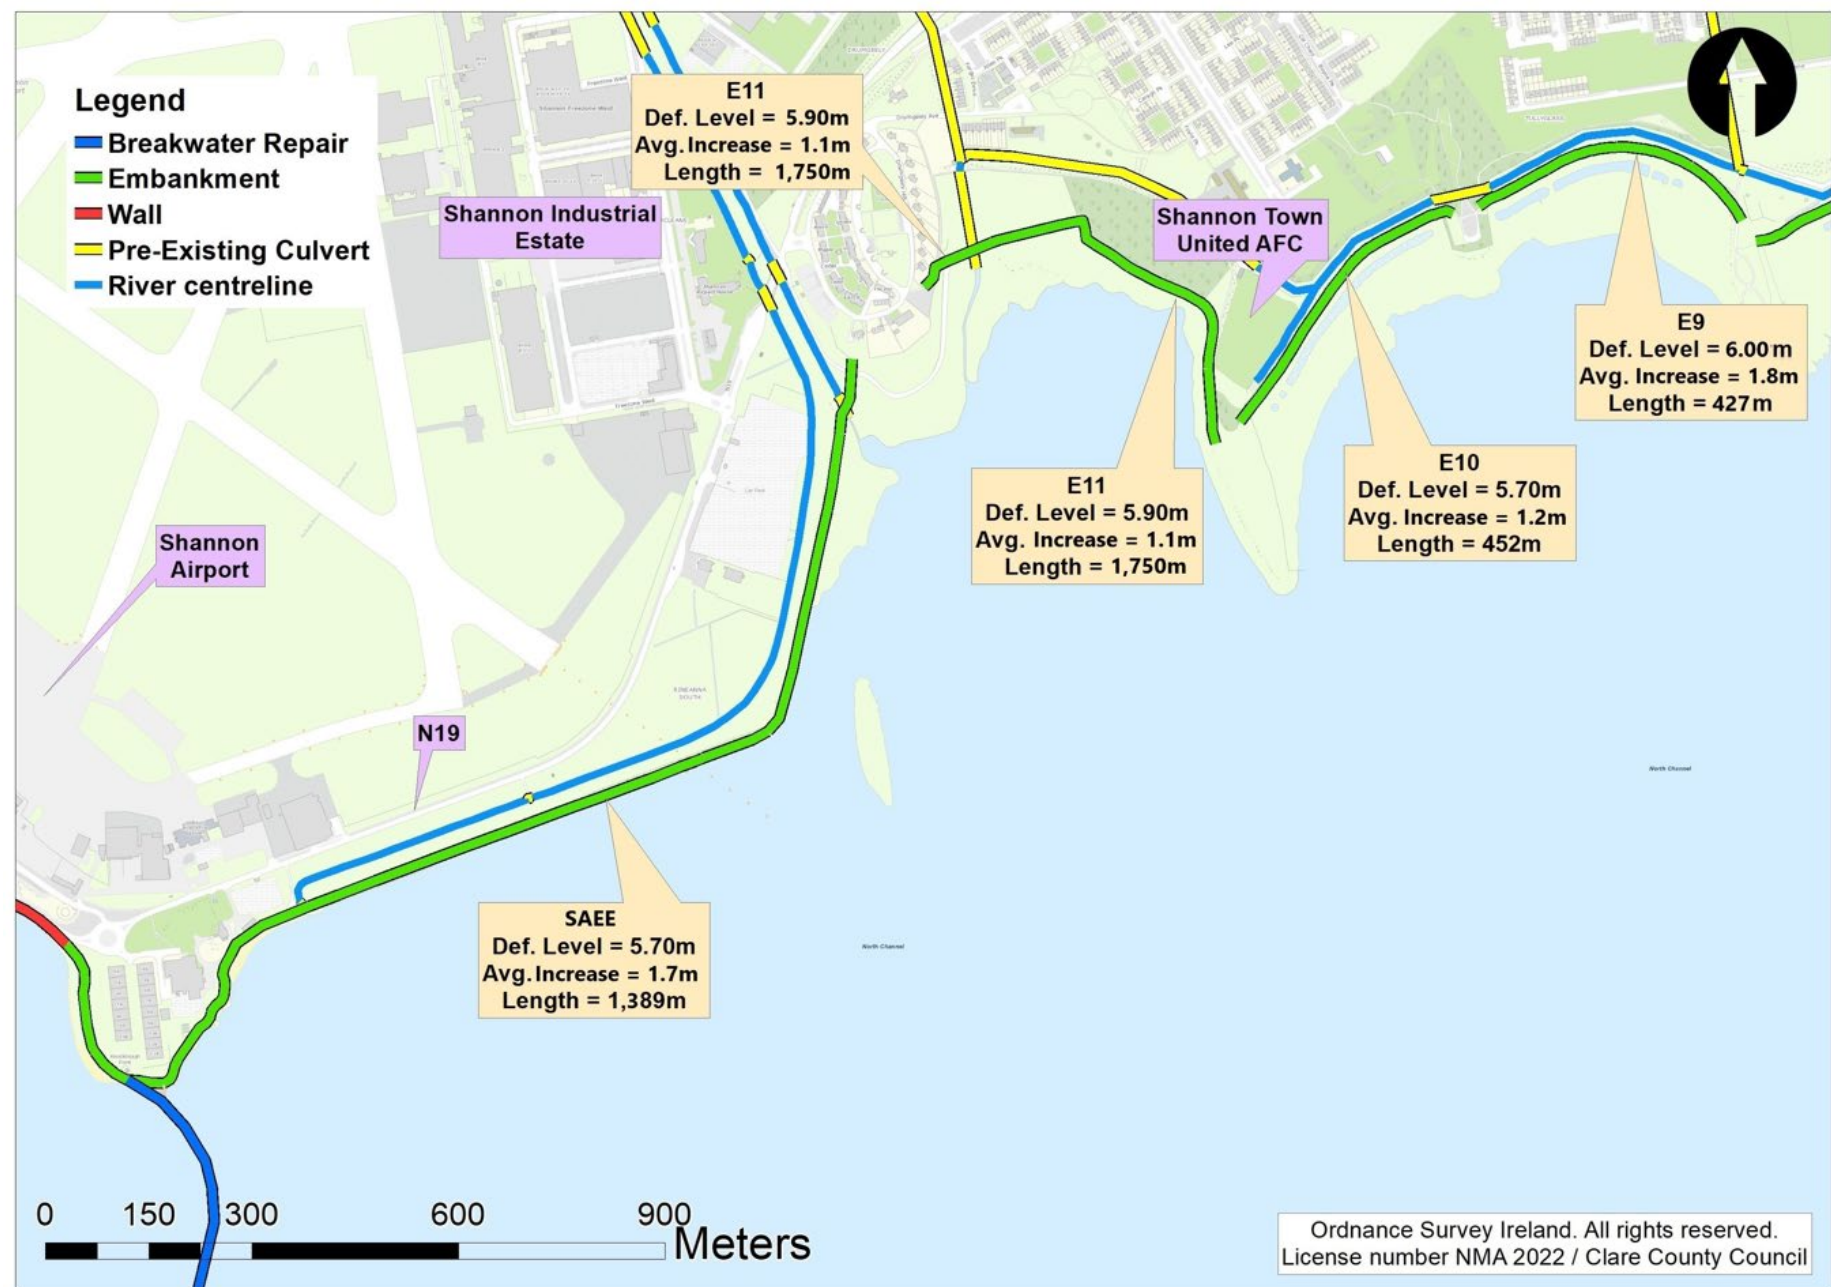 Legend
Breakwater Repair
Embankment
Wall
Pre-Existing Culvert
River centreline
E11
Def. Level = 5.90m
Avg. Increase = 1.1m
Length = 1,750m
Shannon Industrial
Estate
Shannon Town
United AFC
E9
Def. Level = 6.00m
Avg. Increase = 1.8m
Length = 427m
E10
Def. Level = 5.70m
Avg. Increase = 1.2m
Length = 452m
E11
Def. Level = 5.90m
Avg. Increase = 1.1m
Length = 1,750m
Shannon
Airport
N19
SAEE
Def. Level = 5.70m
Avg. Increase = 1.7m
Length = 1,389m
North Channel
North Channel
0 150 300 600 900
Meters
Ordnance Survey Ireland. All rights reserved.
License number NMA 2022 / Clare County Council